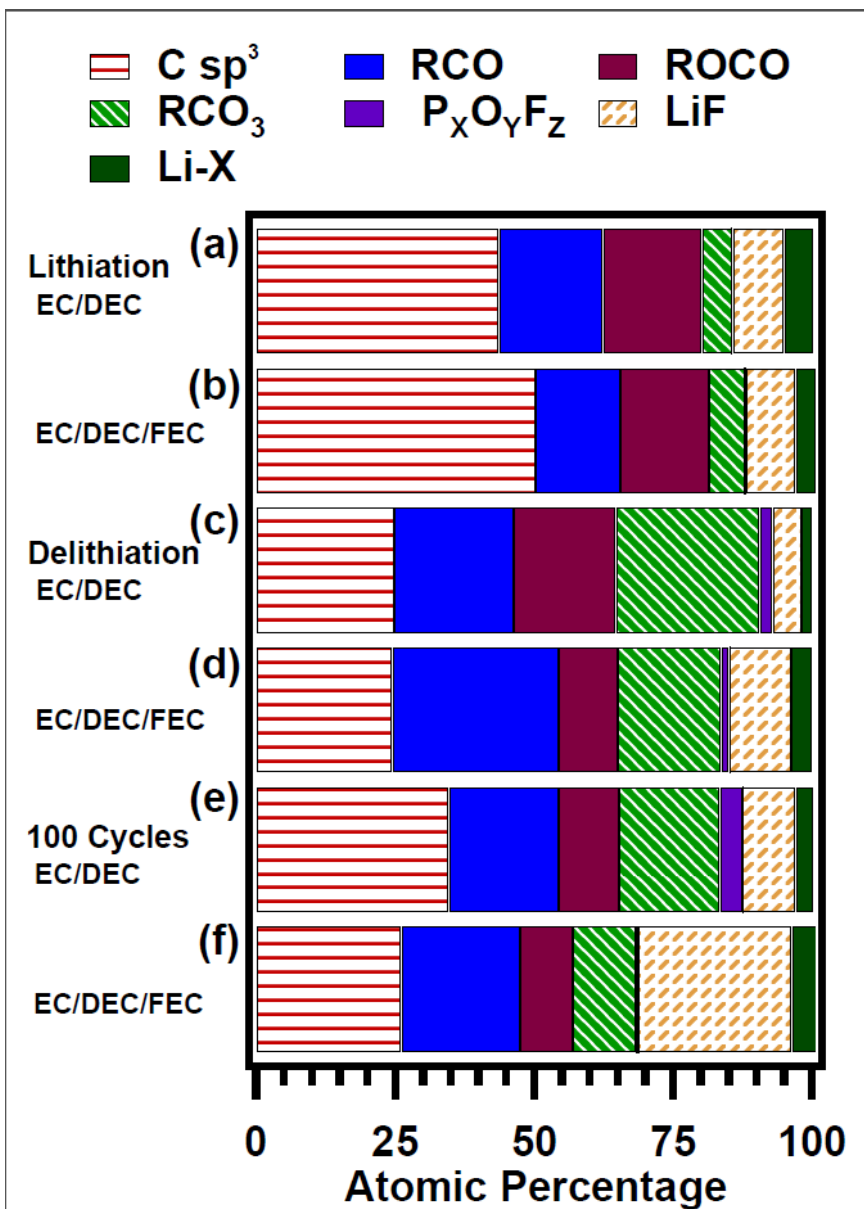 C sp³ RCO ROCO
RCO₃ PₓOᵧF_Z LiF
Li-X
(a)
Lithiation
EC/DEC
(b)
EC/DEC/FEC
(c)
Delithiation
EC/DEC
(d)
EC/DEC/FEC
(e)
100 Cycles
EC/DEC
(f)
EC/DEC/FEC
0 25 50 75 100
Atomic Percentage